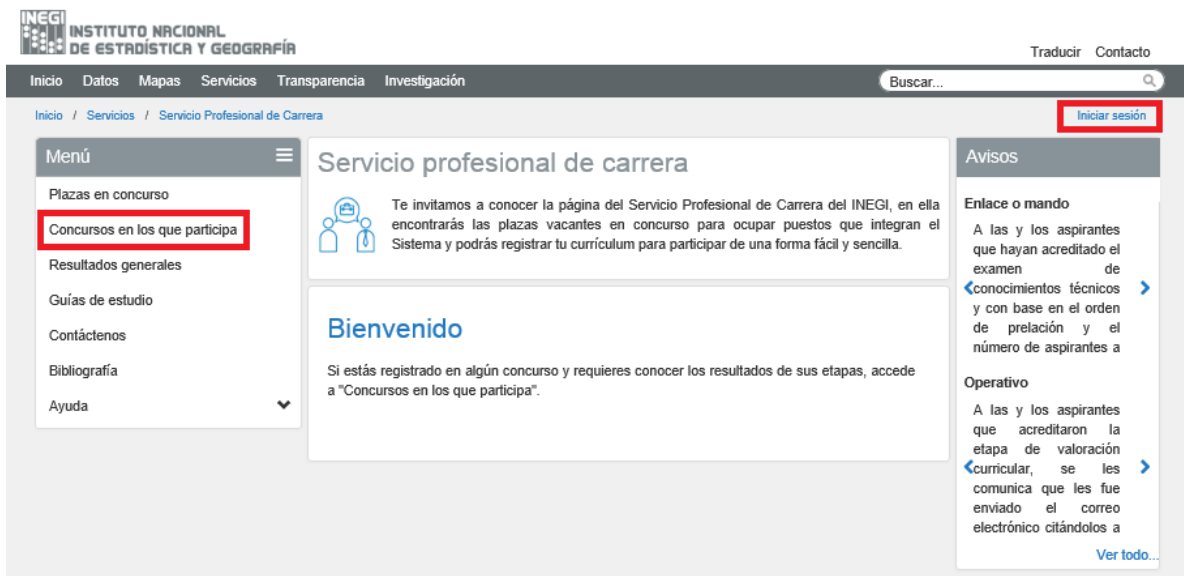 INEGI
INSTITUTO NACIONAL
DE ESTADÍSTICA Y GEOGRAFÍA
Traducir Contacto
Inicio Datos Mapas Servicios Transparencia Investigación Buscar...
Inicio / Servicios / Servicio Profesional de Carrera
Iniciar sesión
Menú
Plazas en concurso
Concursos en los que participa
Resultados generales
Guías de estudio
Contáctenos
Bibliografía
Ayuda
Servicio profesional de carrera
Te invitamos a conocer la página del Servicio Profesional de Carrera del INEGI, en ella
encontrarás las plazas vacantes en concurso para ocupar puestos que integran el
Sistema y podrás registrar tu currículum para participar de una forma fácil y sencilla.
Bienvenido
Si estás registrado en algún concurso y requieres conocer los resultados de sus etapas, accede
a "Concursos en los que participa".
Avisos
Enlace o mando
A las y los aspirantes
que hayan acreditado el
examen de
conocimientos técnicos
y con base en el orden
de prelación y el
número de aspirantes a
Operativo
A las y los aspirantes
que acreditaron la
etapa de valoración
curricular, se les
comunica que les fue
enviado el correo
electrónico citándolos a
Ver todo...